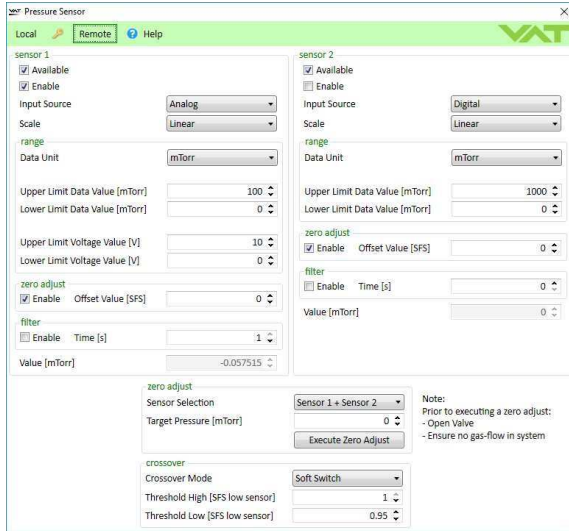 VAT Pressure Sensor
Local Remote Help VAT
sensor 1
Available
Enable
Input Source Analog
Scale Linear
range
Data Unit mTorr
Upper Limit Data Value [mTorr] 100
Lower Limit Data Value [mTorr] 0
Upper Limit Voltage Value [V] 10
Lower Limit Voltage Value [V] 0
zero adjust
Enable Offset Value [SFS] 0
filter
Enable Time [s] 1
Value [mTorr] -0.057515
sensor 2
Available
Enable
Input Source Digital
Scale Linear
range
Data Unit mTorr
Upper Limit Data Value [mTorr] 1000
Lower Limit Data Value [mTorr] 0
zero adjust
Enable Offset Value [SFS] 0
filter
Enable Time [s] 0
Value [mTorr] 0
zero adjust
Sensor Selection Sensor 1 + Sensor 2
Target Pressure [mTorr] 0
Execute Zero Adjust
Note:
Prior to executing a zero adjust:
- Open Valve
- Ensure no gas-flow in system
crossover
Crossover Mode Soft Switch
Threshold High [SFS low sensor] 1
Threshold Low [SFS low sensor] 0.95